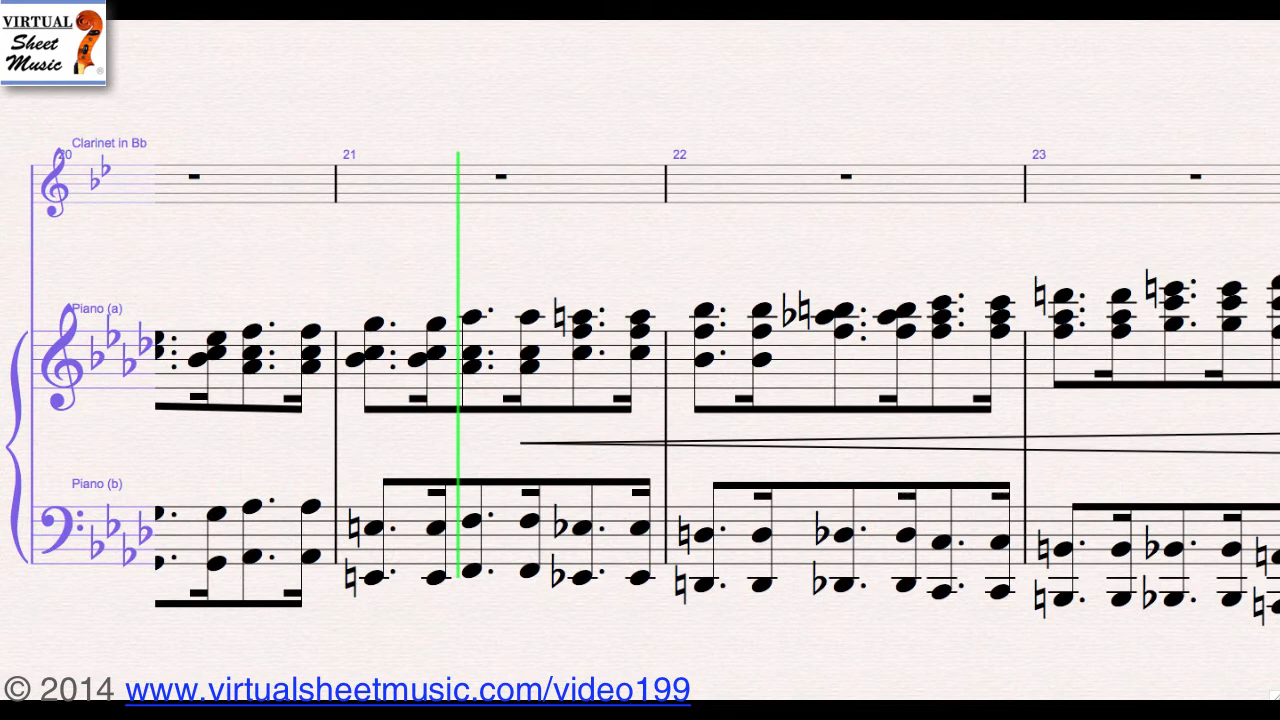 VIRTUAL
Sheet
Music
®
Clarinet in Bb
20
21
22
23
Piano (a)
Piano (b)
© 2014 www.virtualsheetmusic.com/video199